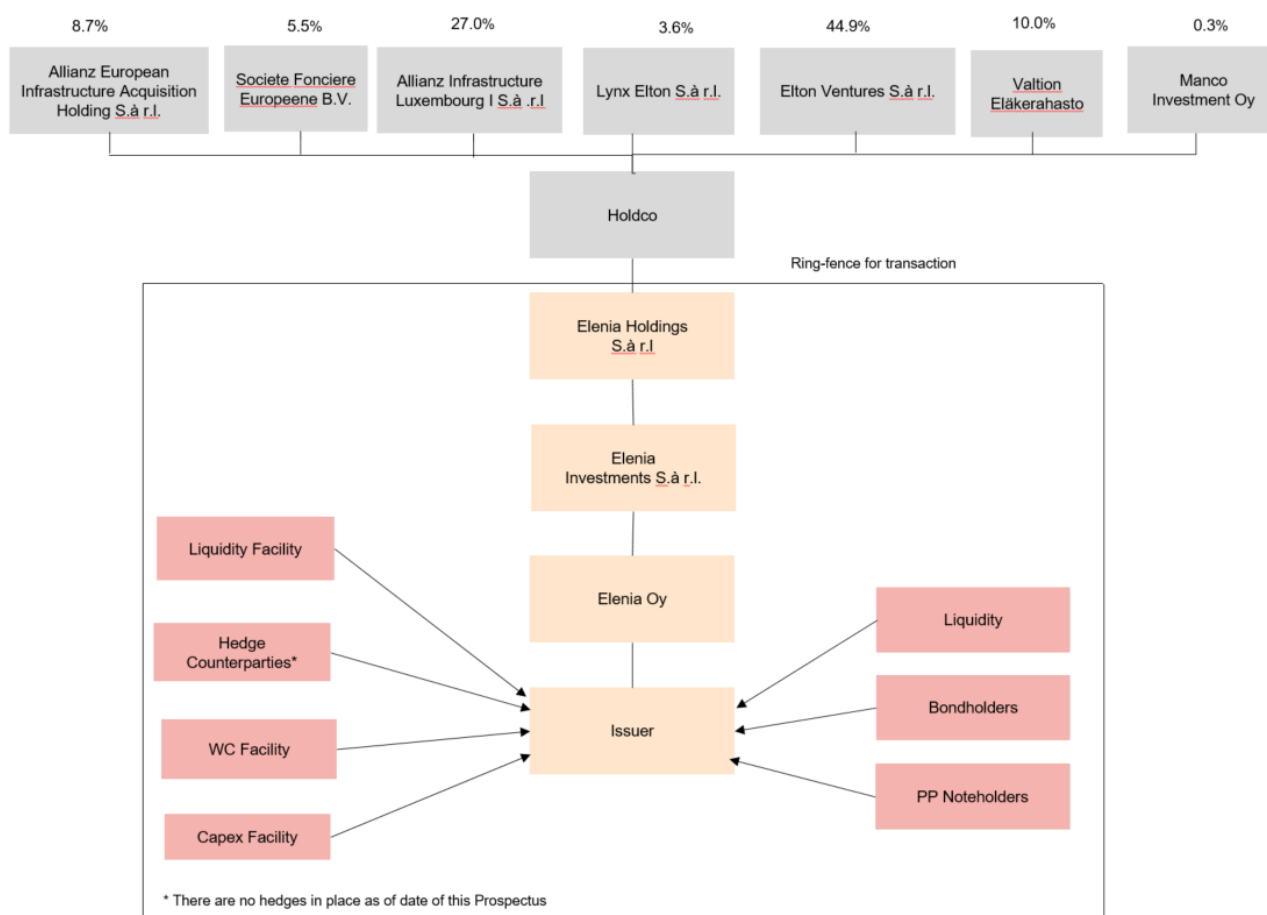 8.7%
5.5%
27.0%
3.6%
44.9%
10.0%
0.3%
Allianz European
Infrastructure Acquisition
Holding S.à r.l.
Societe Fonciere
Europeene B.V.
Allianz Infrastructure
Luxembourg I S.à .r.l
Lynx Elton S.à r.l.
Elton Ventures S.à r.l.
Valtion
Eläkerahasto
Manco
Investment Oy
Holdco
Ring-fence for transaction
Elenia Holdings
S.à r.l
Elenia
Investments S.à r.l.
Liquidity Facility
Elenia Oy
Liquidity
Hedge
Counterparties*
Bondholders
Issuer
WC Facility
PP Noteholders
Capex Facility
* There are no hedges in place as of date of this Prospectus